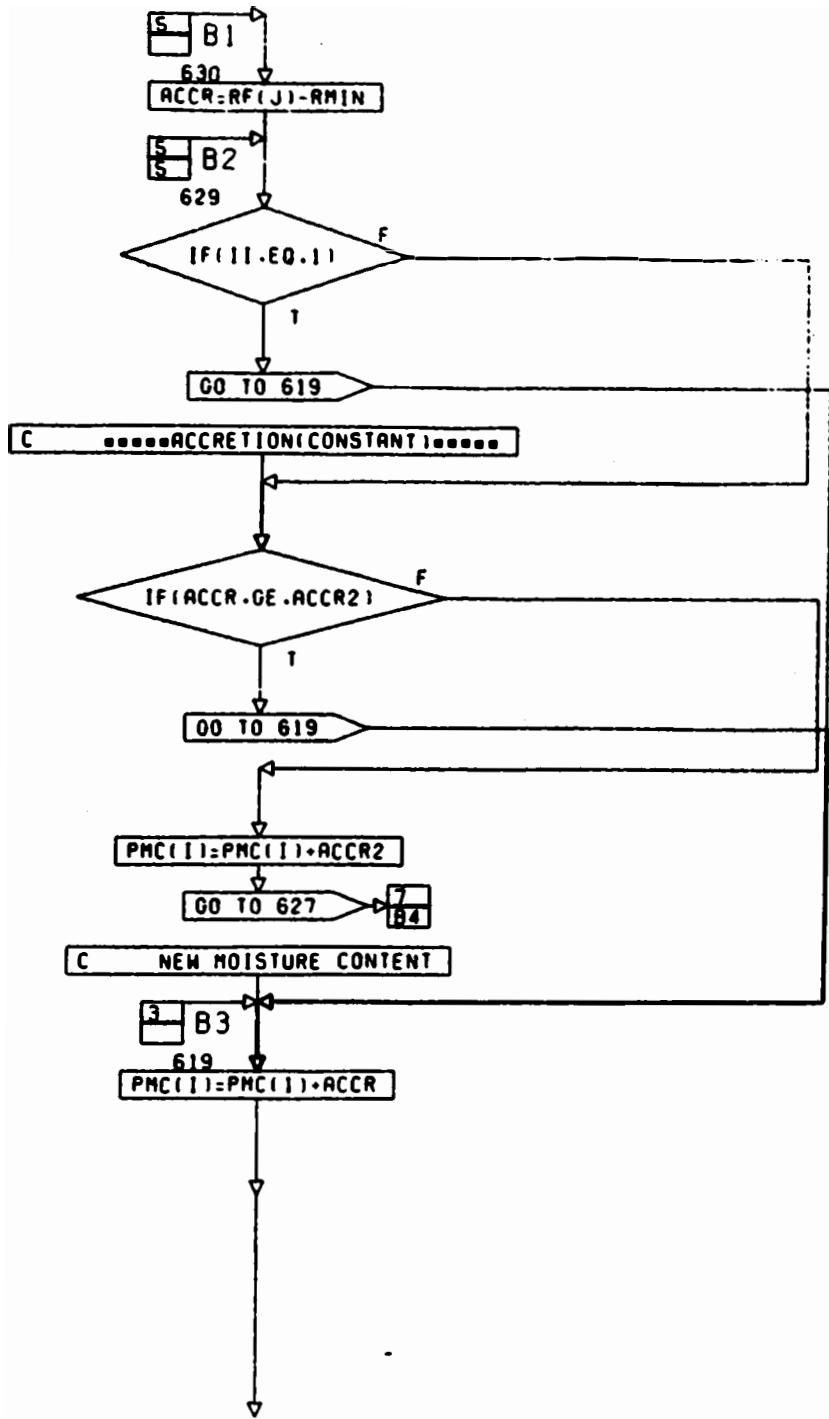 5 B1
630
ACCR=RF(J)-RMIN
5
5 B2
629
IF(II.EQ.1)
F
T
GO TO 619
C *****ACCRETION(CONSTANT)*****
IF(ACCR.GE.ACCR2)
F
T
GO TO 619
PMC(I)=PMC(I)+ACCR2
GO TO 627
7
B4
C NEW MOISTURE CONTENT
3 B3
619
PMC(I)=PMC(I)+ACCR